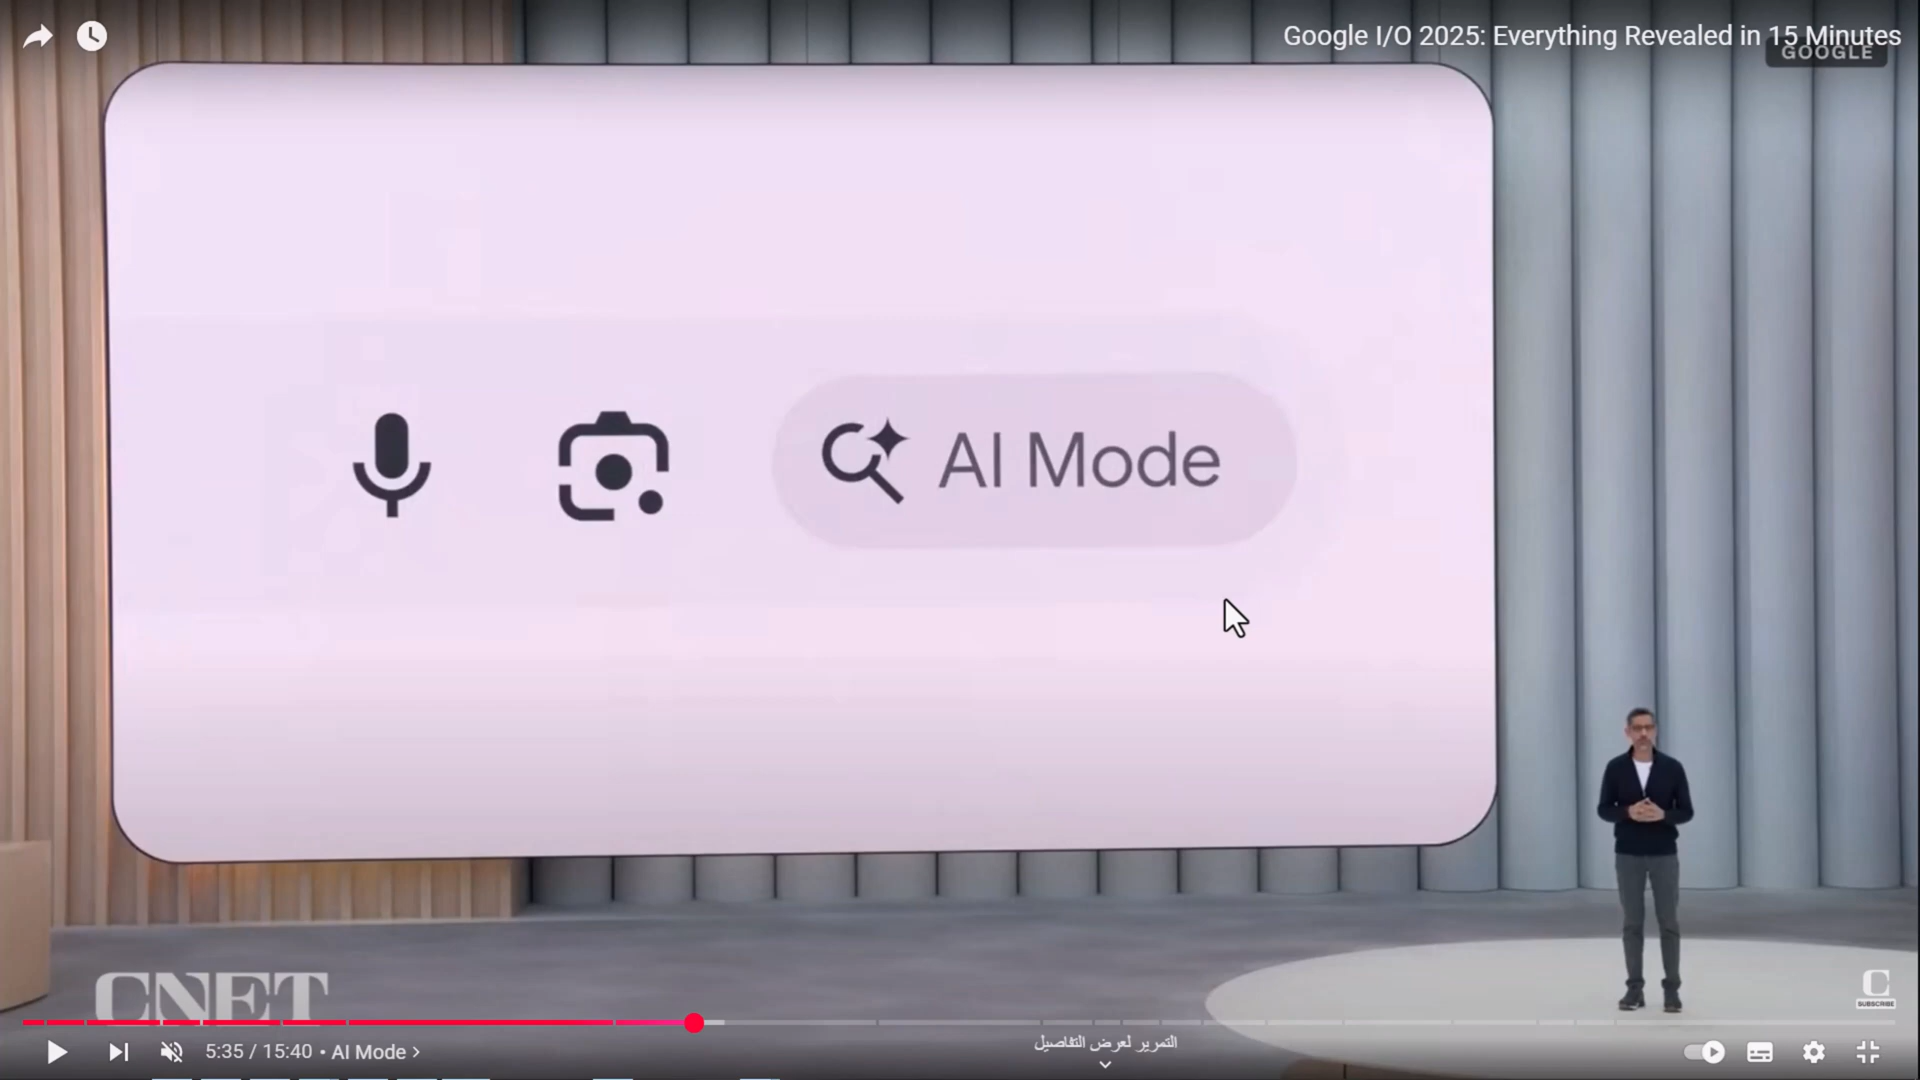 Google I/O 2025: Everything Revealed in 15 Minutes
GOOGLE
AI Mode
CNET
C
SUBSCRIBE
5:35 / 15:40 • AI Mode >
التمرير لعرض التفاصيل